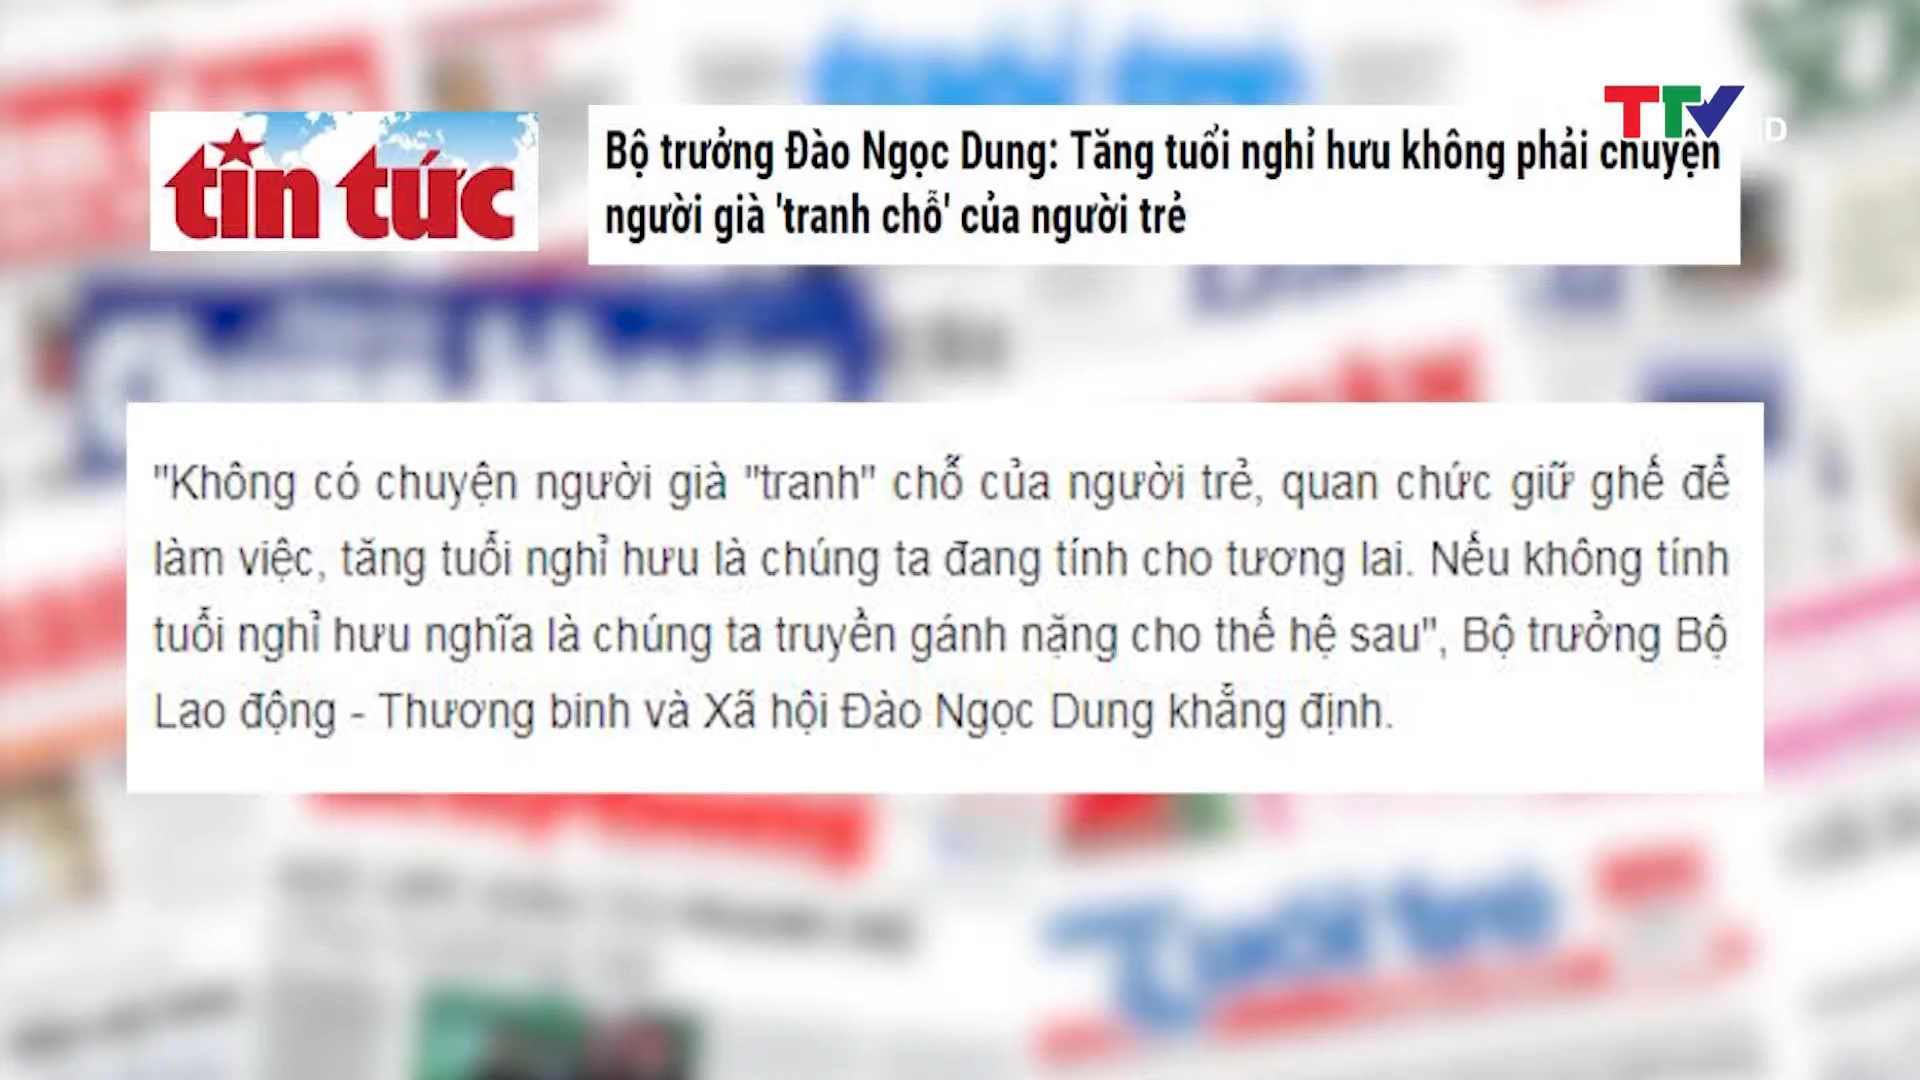 TTV HD
tin tức
Bộ trưởng Đào Ngọc Dung: Tăng tuổi nghỉ hưu không phải chuyện
người già 'tranh chỗ' của người trẻ
"Không có chuyện người già "tranh" chỗ của người trẻ, quan chức giữ ghế để
làm việc, tăng tuổi nghỉ hưu là chúng ta đang tính cho tương lai. Nếu không tính
tuổi nghỉ hưu nghĩa là chúng ta truyền gánh nặng cho thế hệ sau", Bộ trưởng Bộ
Lao động - Thương binh và Xã hội Đào Ngọc Dung khẳng định.